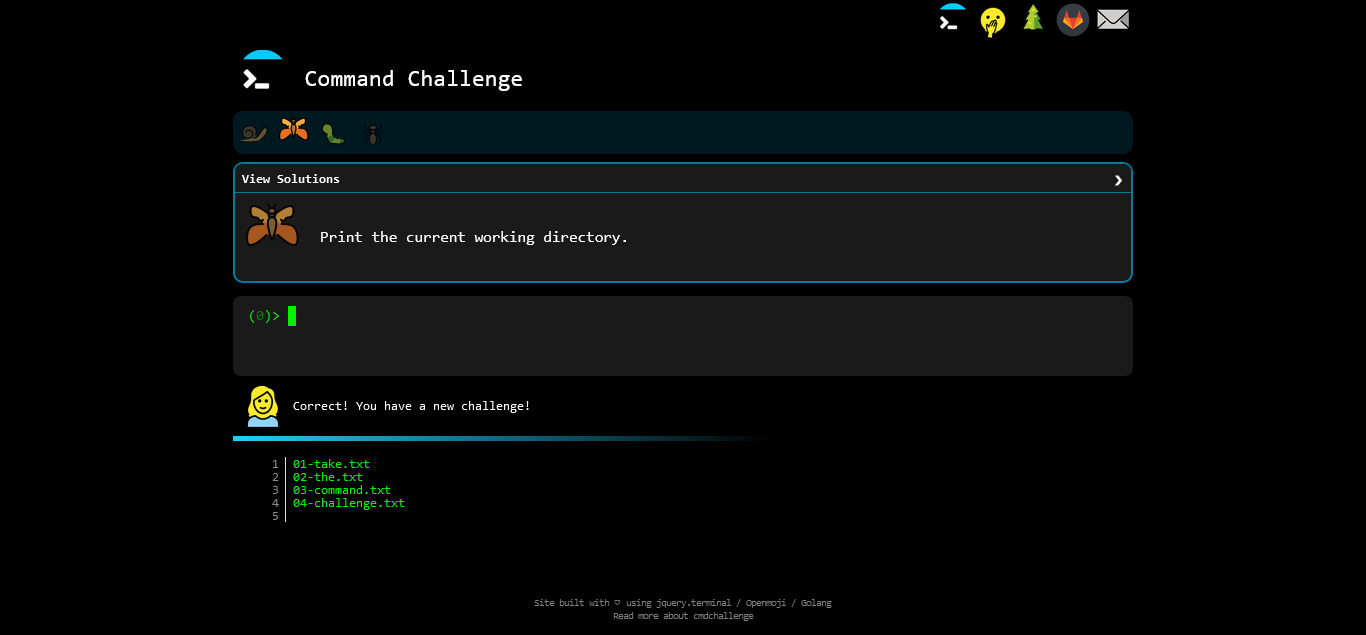 Command Challenge
View Solutions
Print the current working directory.
(0)>
Correct! You have a new challenge!
1 01-take.txt
2 02-the.txt
3 03-command.txt
4 04-challenge.txt
5
Site built with ♡ using jquery.terminal / Openmoji / Golang
Read more about cmdchallenge